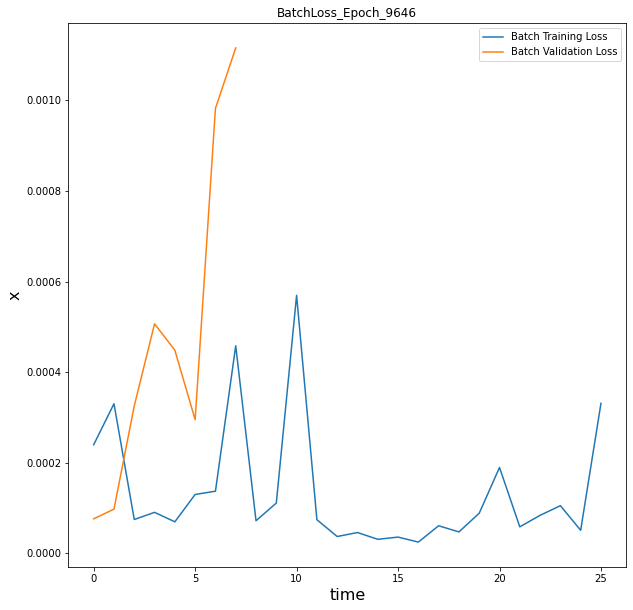 BatchLoss_Epoch_9646
Batch Training Loss
Batch Validation Loss
0.0010
0.0008
0.0006
0.0004
0.0002
0.0000
x
0 5 10 15 20 25
time